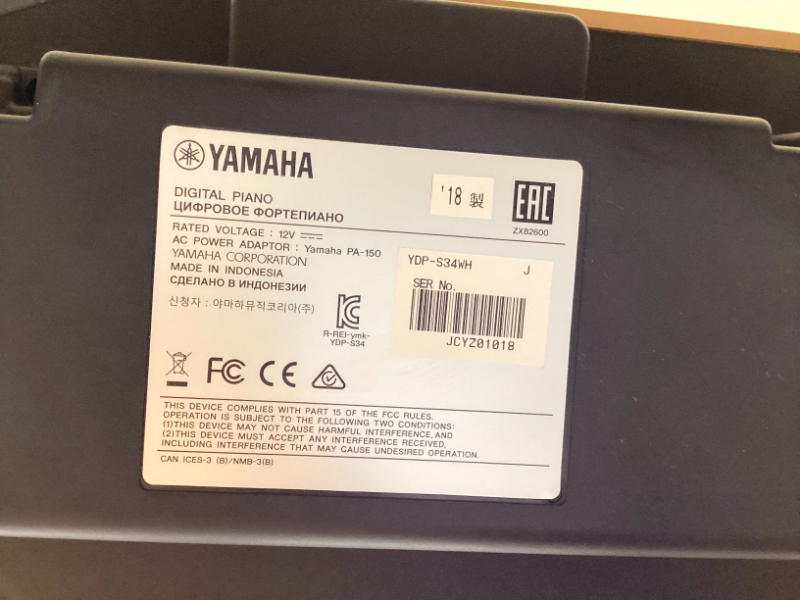 YAMAHA
'18 製
EAC
ZX82600
DIGITAL PIANO
ЦИФРОВОЕ ФОРТЕПИАНО
RATED VOLTAGE : 12V
AC POWER ADAPTOR : Yamaha PA-150
YAMAHA CORPORATION
MADE IN INDONESIA
СДЕЛАНО В ИНДОНЕЗИИ
신청자 : 야마하뮤직코리아(주)
R-REI-ymk-
YDP-S34
YDP-S34WH J
SER No.
JCYZ01018
FC CE
THIS DEVICE COMPLIES WITH PART 15 OF THE FCC RULES.
OPERATION IS SUBJECT TO THE FOLLOWING TWO CONDITIONS:
(1)THIS DEVICE MAY NOT CAUSE HARMFUL INTERFERENCE, AND
(2)THIS DEVICE MUST ACCEPT ANY INTERFERENCE RECEIVED,
INCLUDING INTERFERENCE THAT MAY CAUSE UNDESIRED OPERATION.
CAN ICES-3 (B)/NMB-3(B)